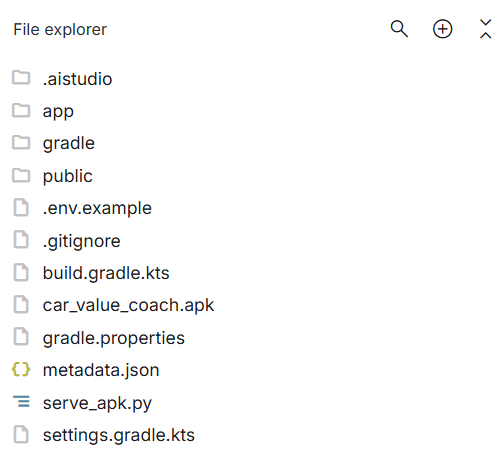 File explorer
.aistudio
app
gradle
public
.env.example
.gitignore
build.gradle.kts
car_value_coach.apk
gradle.properties
metadata.json
serve_apk.py
settings.gradle.kts